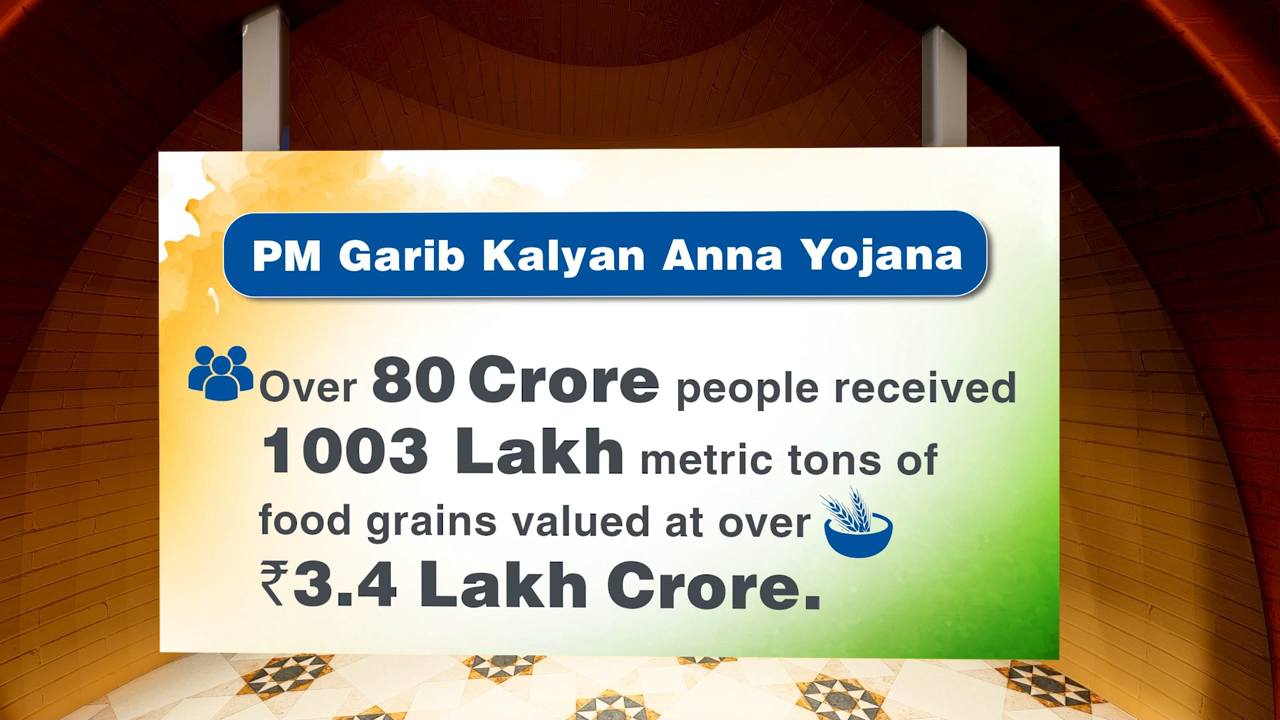 PM Garib Kalyan Anna Yojana
Over 80 Crore people received
1003 Lakh metric tons of
food grains valued at over
₹3.4 Lakh Crore.